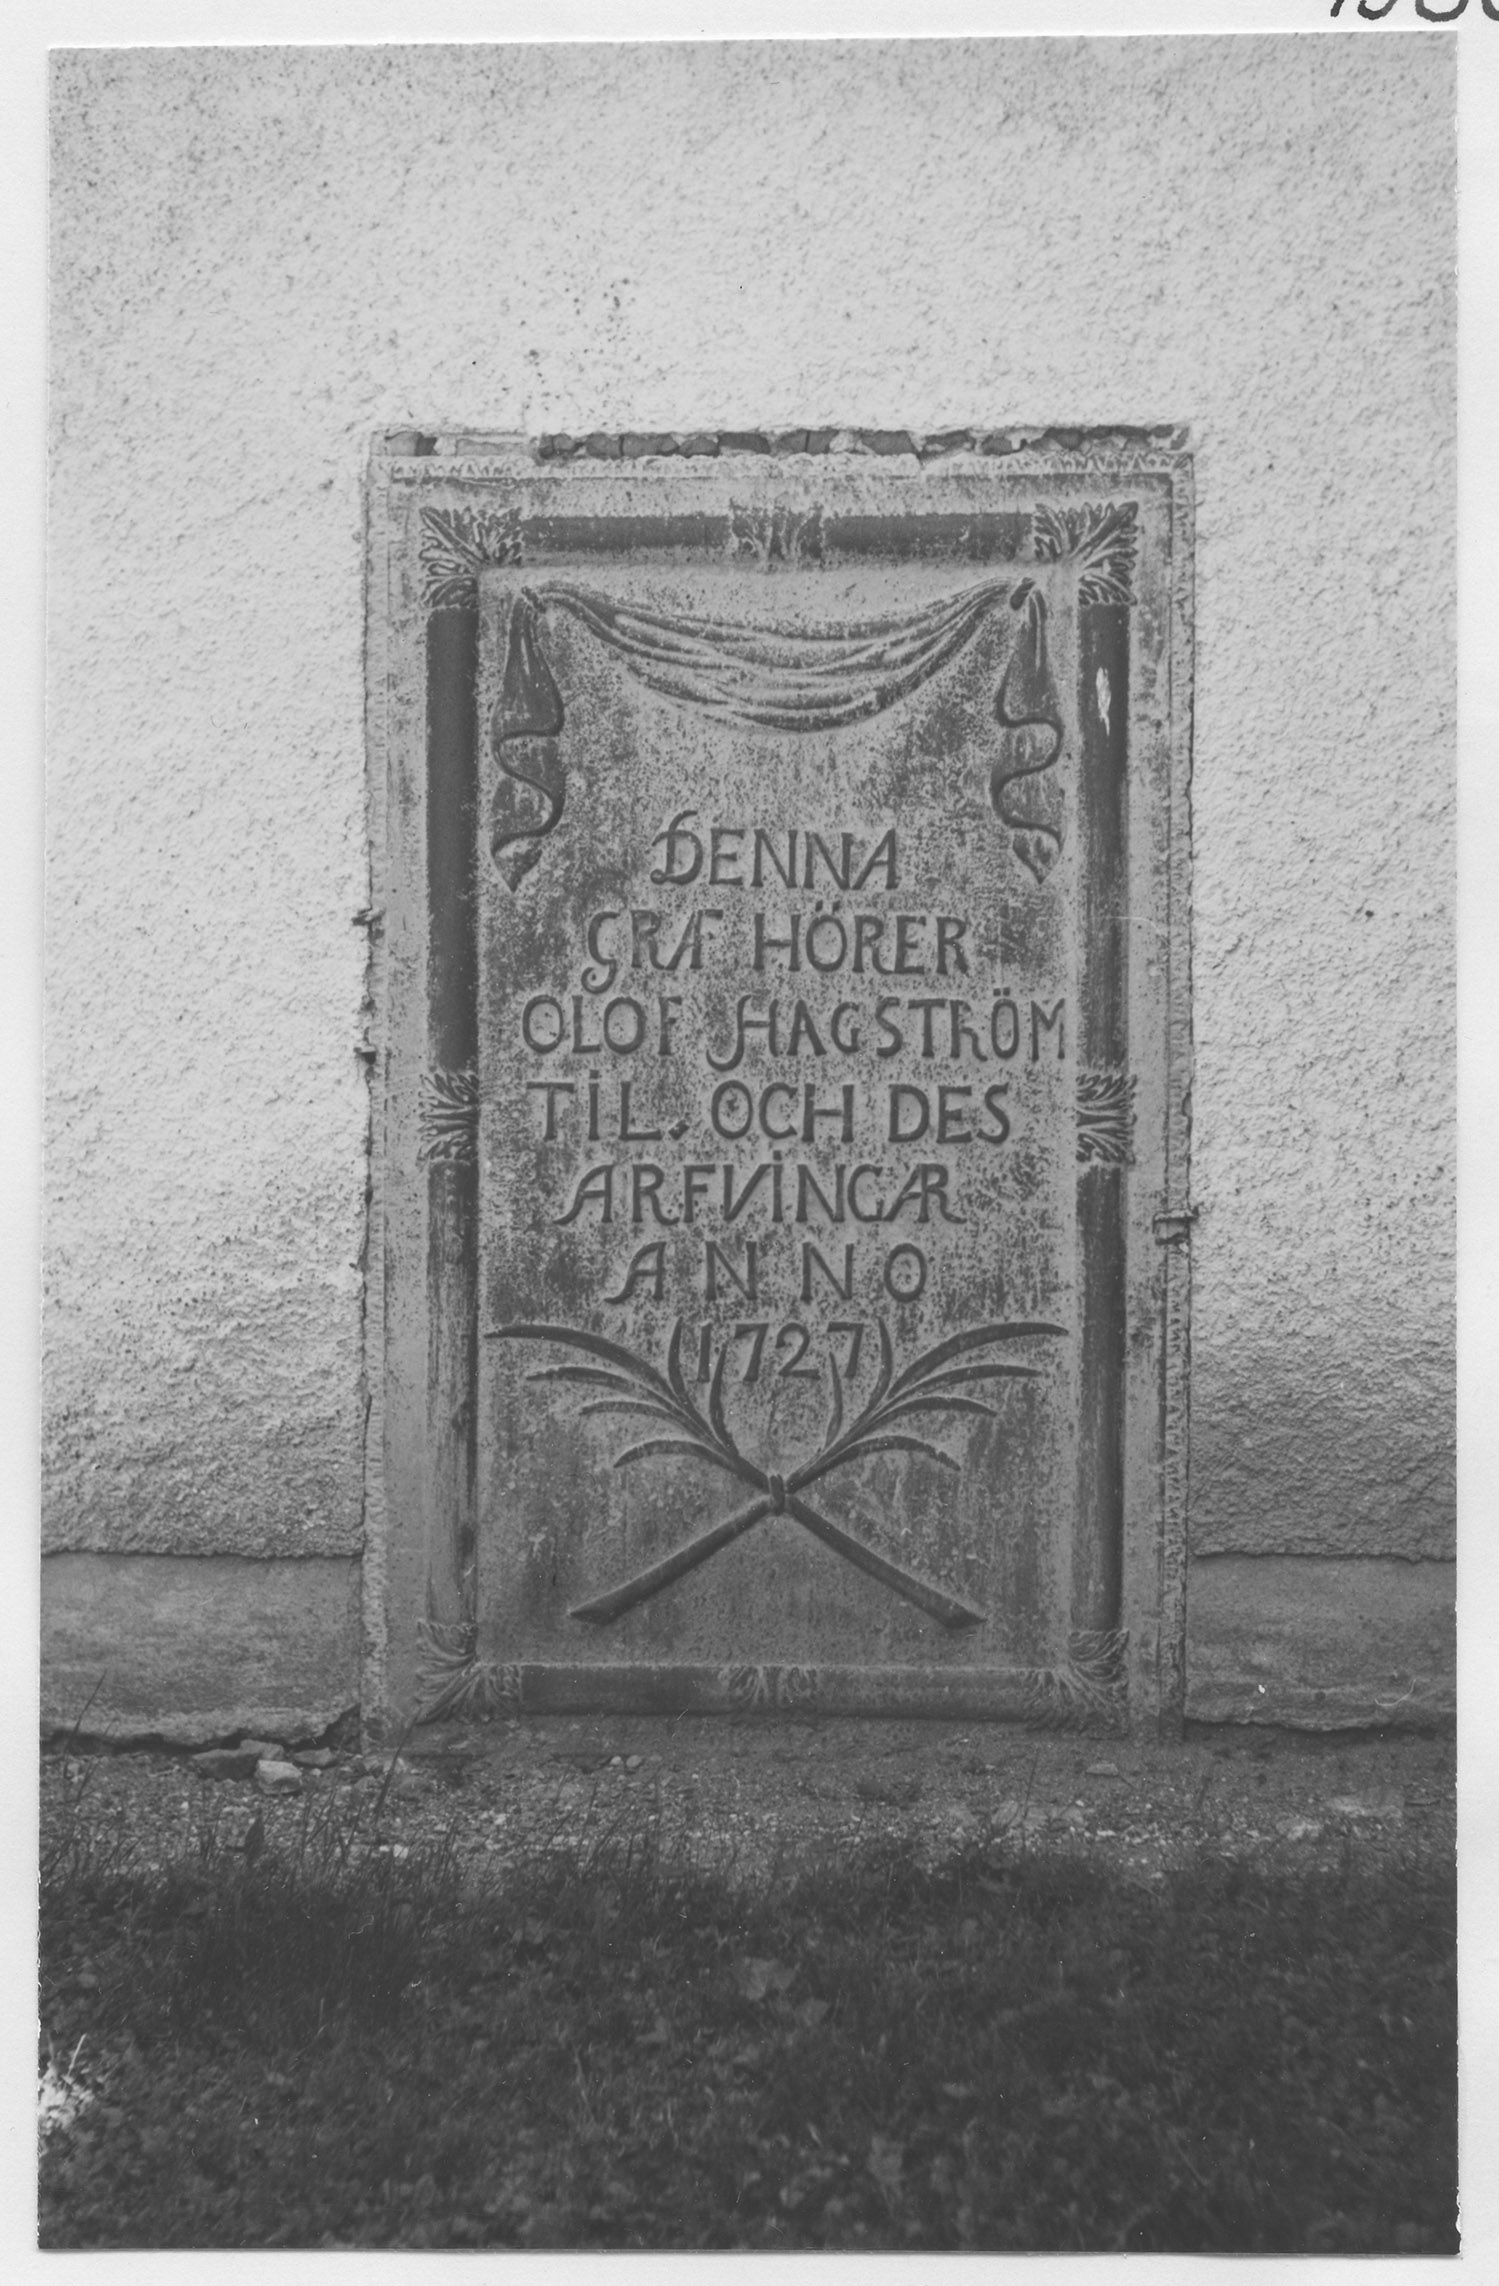 DENNA
GRAF HÖRER
OLOF HAGSTRÖM
TIL. OCH DES
ARFVINGAR
ANNO
(1727)